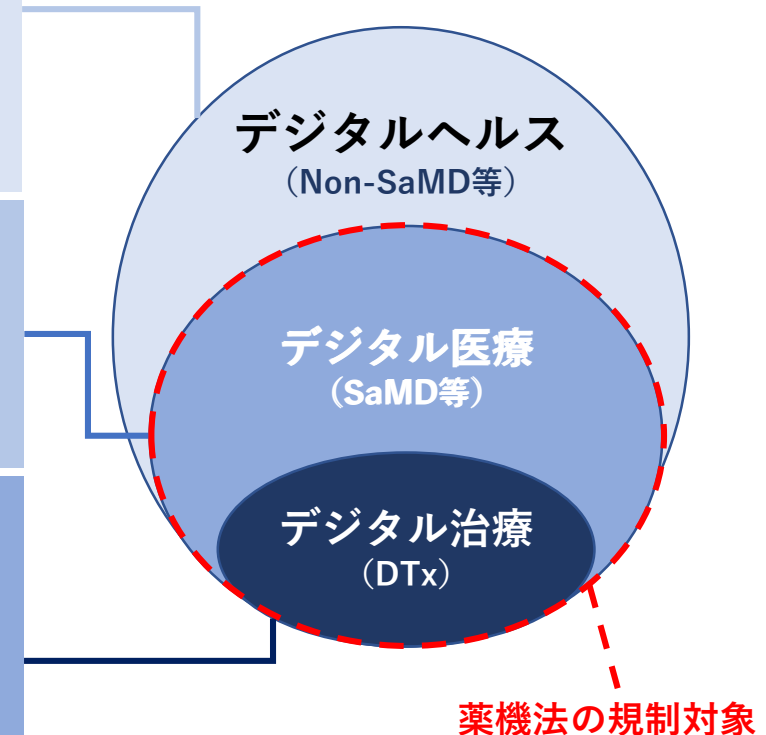 デジタルヘルス
（Non-SaMD等）
デジタル医療
（SaMD等）
デジタル治療
（DTx）
薬機法の規制対象